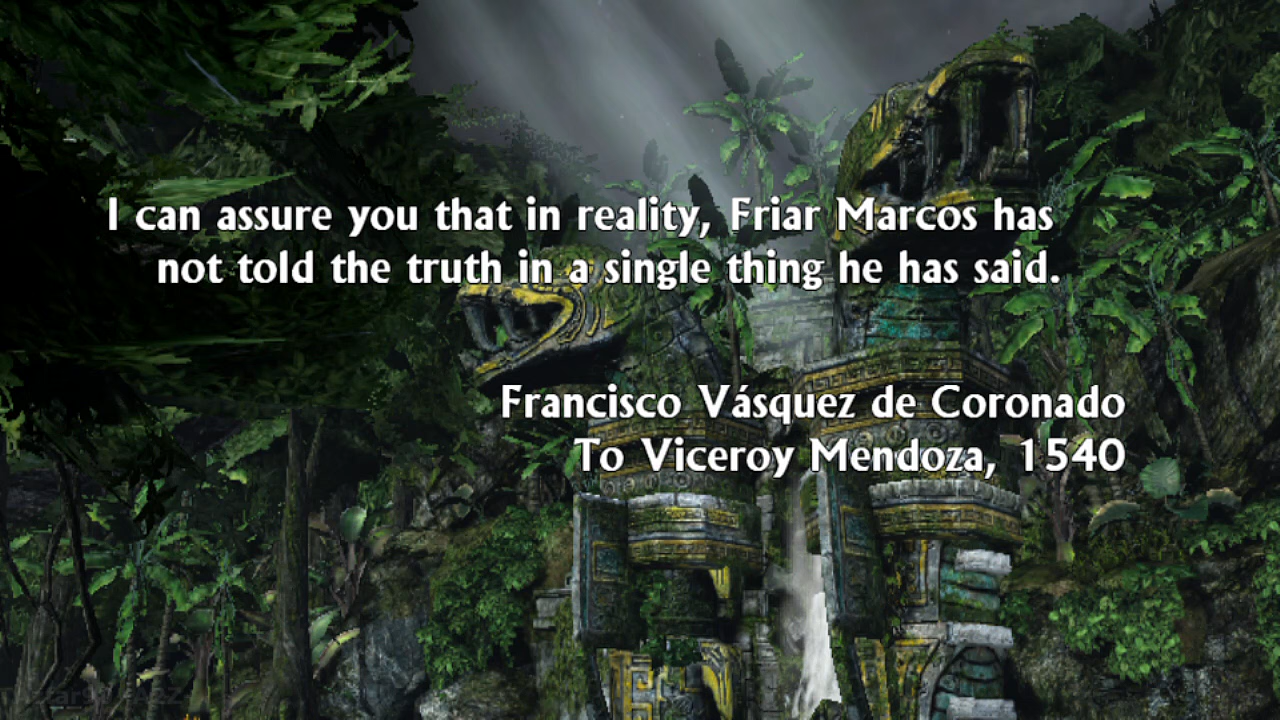 I can assure you that in reality, Friar Marcos has
not told the truth in a single thing he has said.
Francisco Vásquez de Coronado
To Viceroy Mendoza, 1540